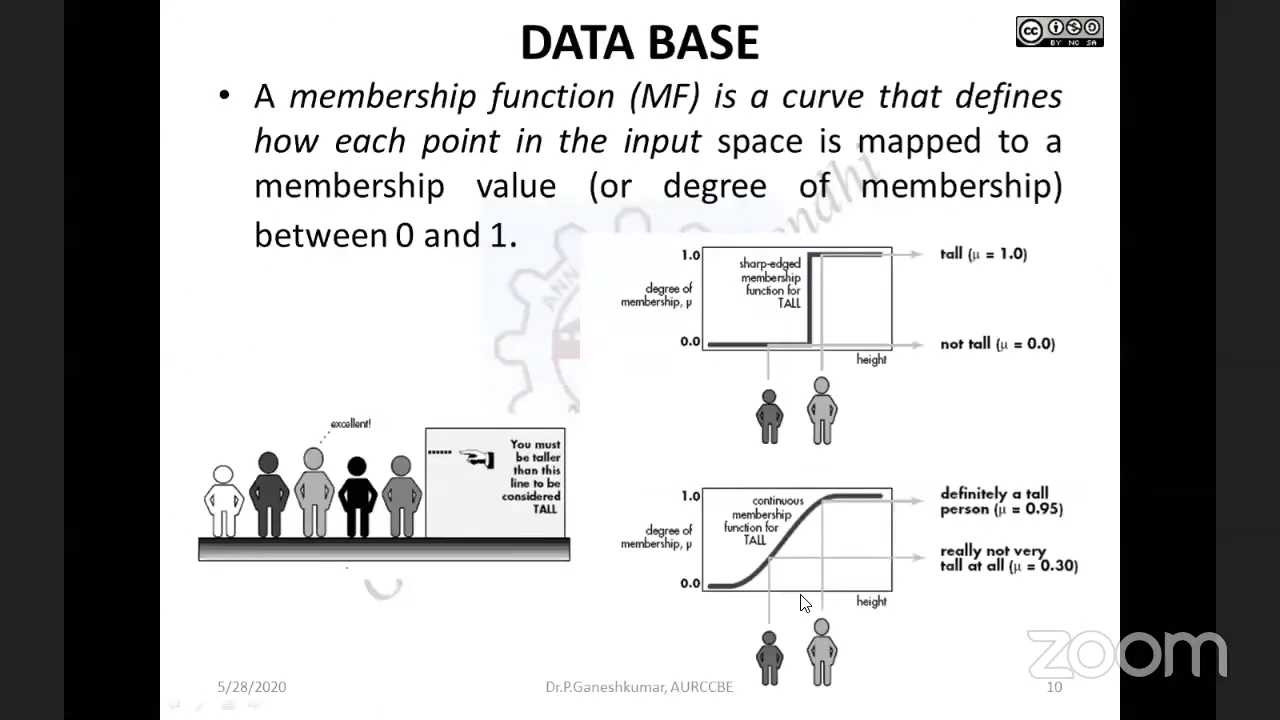 DATA BASE
CC BY NC SA
• A membership function (MF) is a curve that defines
how each point in the input space is mapped to a
membership value (or degree of membership)
between 0 and 1.
1.0
sharp-edged
membership
function for
TALL
degree of
membership, μ
0.0
height
tall (μ = 1.0)
not tall (μ = 0.0)
excellent!
You must
be taller
than this
line to be
considered
TALL
1.0
continuous
membership
function for
TALL
degree of
membership, μ
0.0
height
definitely a tall
person (μ = 0.95)
really not very
tall at all (μ = 0.30)
zoom
5/28/2020
Dr.P.Ganeshkumar, AURCCBE
10